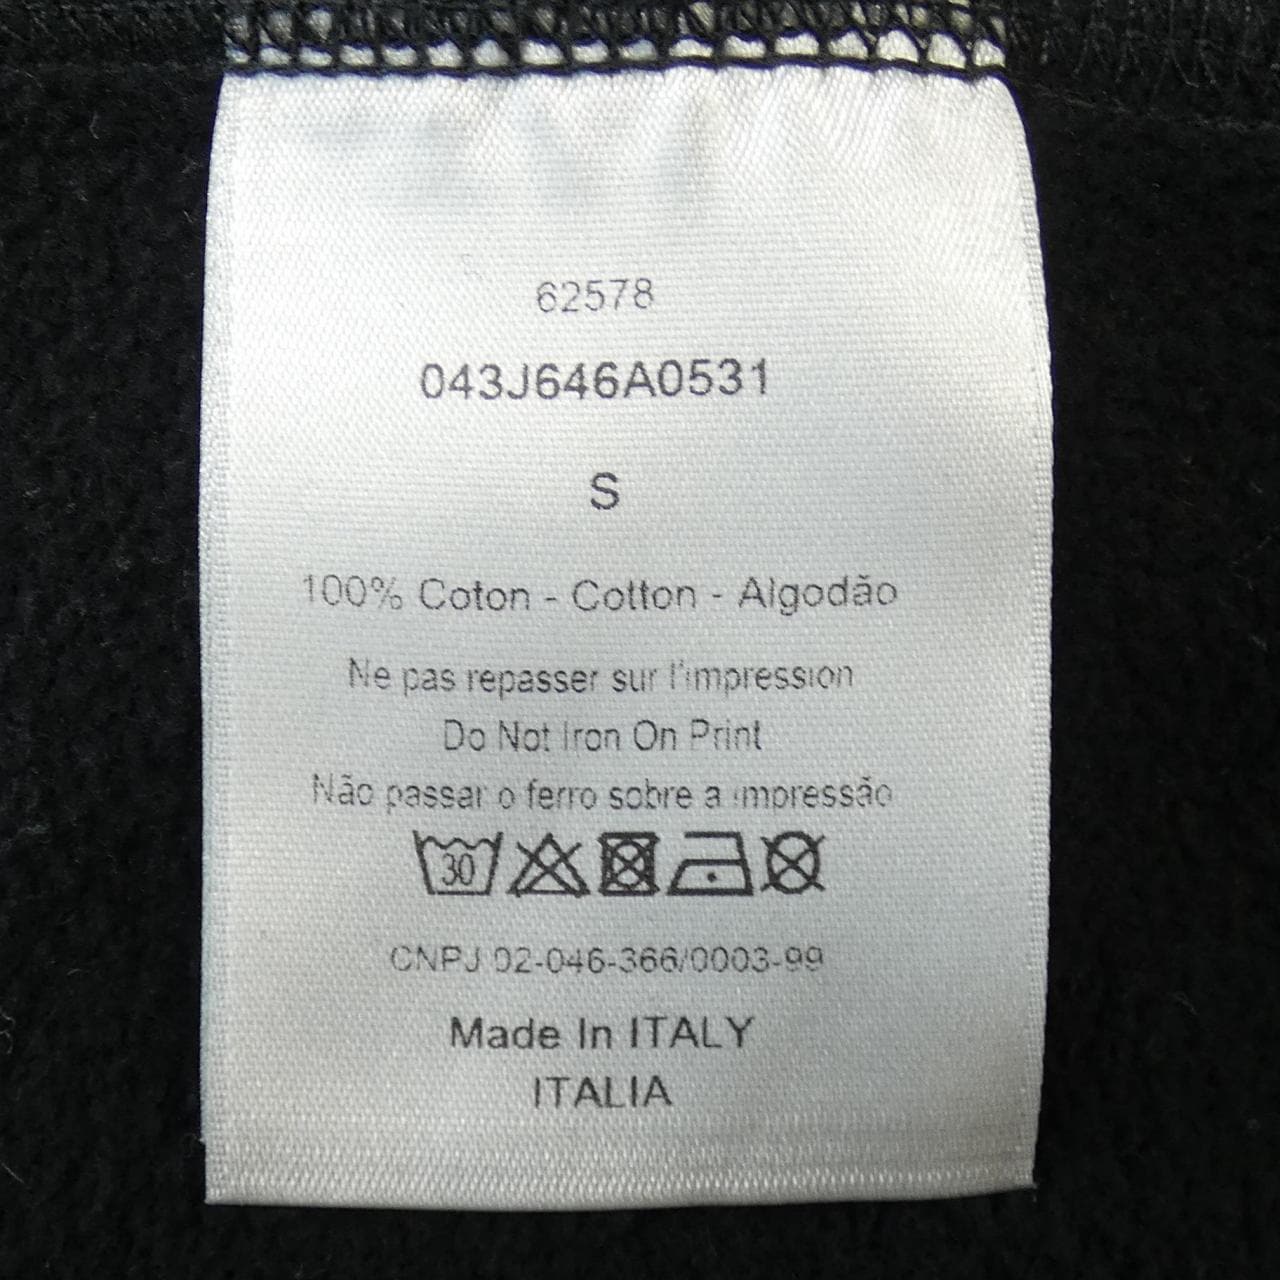 62578
043J646A0531
S
100% Coton - Cotton - Algodão
Ne pas repasser sur l'impression
Do Not Iron On Print
Não passar o ferro sobre a impressão
30
CNPJ 02-046-366/0003-99
Made In ITALY
ITALIA